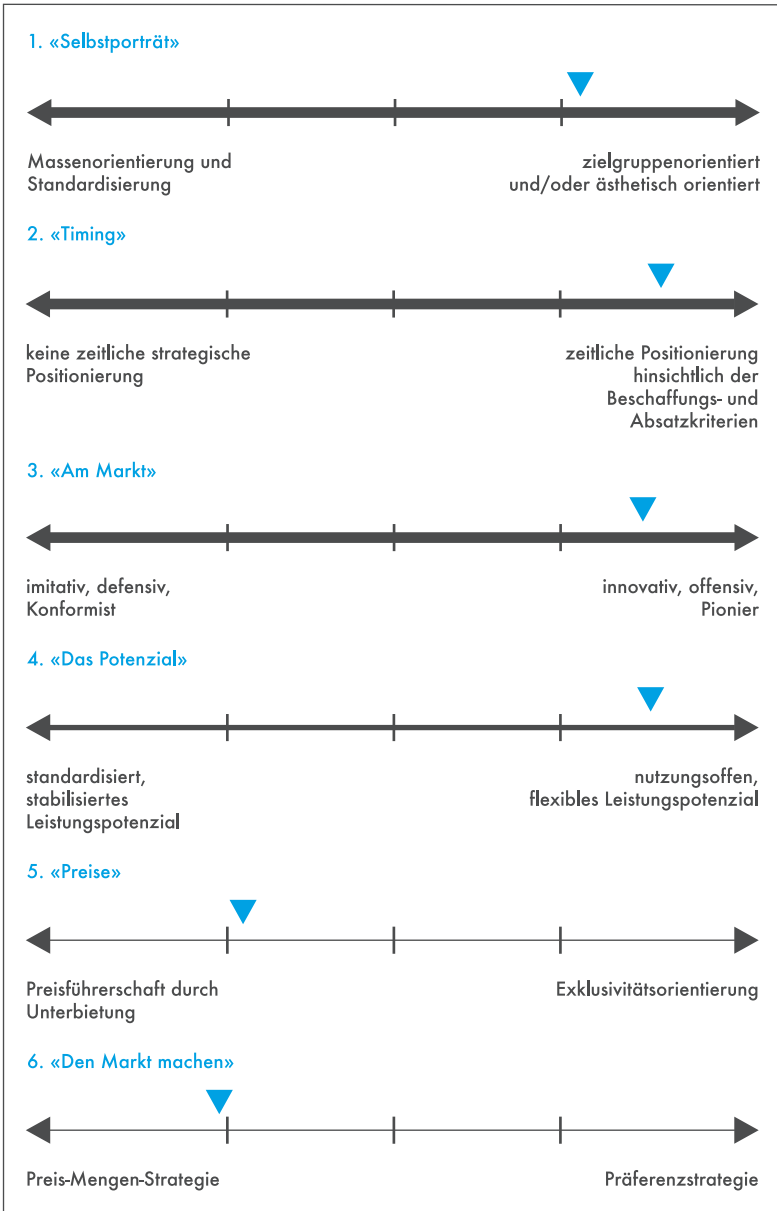 1. «Selbstporträt»
Massenorientierung und
Standardisierung
zielgruppenorientiert
und/oder ästhetisch orientiert
2. «Timing»
keine zeitliche strategische
Positionierung
zeitliche Positionierung
hinsichtlich der
Beschaffungs- und
Absatzkriterien
3. «Am Markt»
imitativ, defensiv,
Konformist
innovativ, offensiv,
Pionier
4. «Das Potenzial»
standardisiert,
stabilisiertes
Leistungspotenzial
nutzungsoffen,
flexibles Leistungspotenzial
5. «Preise»
Preisführerschaft durch
Unterbietung
Exklusivitätsorientierung
6. «Den Markt machen»
Preis-Mengen-Strategie
Präferenzstrategie